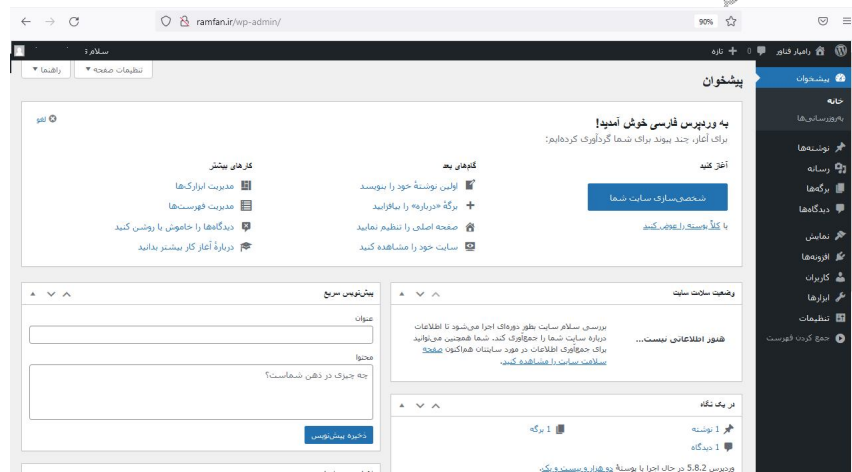 ramfan.ir/wp-admin/
90%
رامیار فناور 0 + تازه
سلام
پیشخوان
خانه
به‌روزرسانی‌ها
نوشته‌ها
رسانه
برگه‌ها
دیدگاه‌ها
نمایش
افزونه‌ها
کاربران
ابزارها
تنظیمات
جمع کردن فهرست
تنظیمات صفحه
راهنما
پیشخوان
به وردپرس فارسی خوش آمدید!
برای آغاز، چند پیوند برای شما گردآوری کرده‌ایم:
لغو
آغاز کنید
شخصی‌سازی سایت شما
یا کلاً پوسته را عوض کنید
گام‌های بعد
اولین نوشتهٔ خود را بنویسد
برگهٔ «درباره» را بیافزایید
صفحه اصلی را تنظیم نمایید
سایت خود را مشاهده کنید
کارهای بیشتر
مدیریت ابزارک‌ها
مدیریت فهرست‌ها
دیدگاه‌ها را خاموش یا روشن کنید
دربارهٔ آغاز کار بیشتر بدانید
وضعیت سلامت سایت
هنوز اطلاعاتی نیست...
بررسی سلام سایت بطور دوره‌ای اجرا می‌شود تا اطلاعات
درباره سایت شما را جمع‌آوری کند. شما همچنین می‌توانید
برای جمع‌آوری اطلاعات در مورد سایتتان هم‌اکنون صفحه
سلامت سایت را مشاهده کنید.
در یک نگاه
1 نوشته
1 برگه
1 دیدگاه
وردپرس 5.8.2 در حال اجرا با پوستهٔ دو هزار و بیست و یک.
پیش‌نویس سریع
عنوان
محتوا
چه چیزی در ذهن شماست؟
ذخیره پیش‌نویس